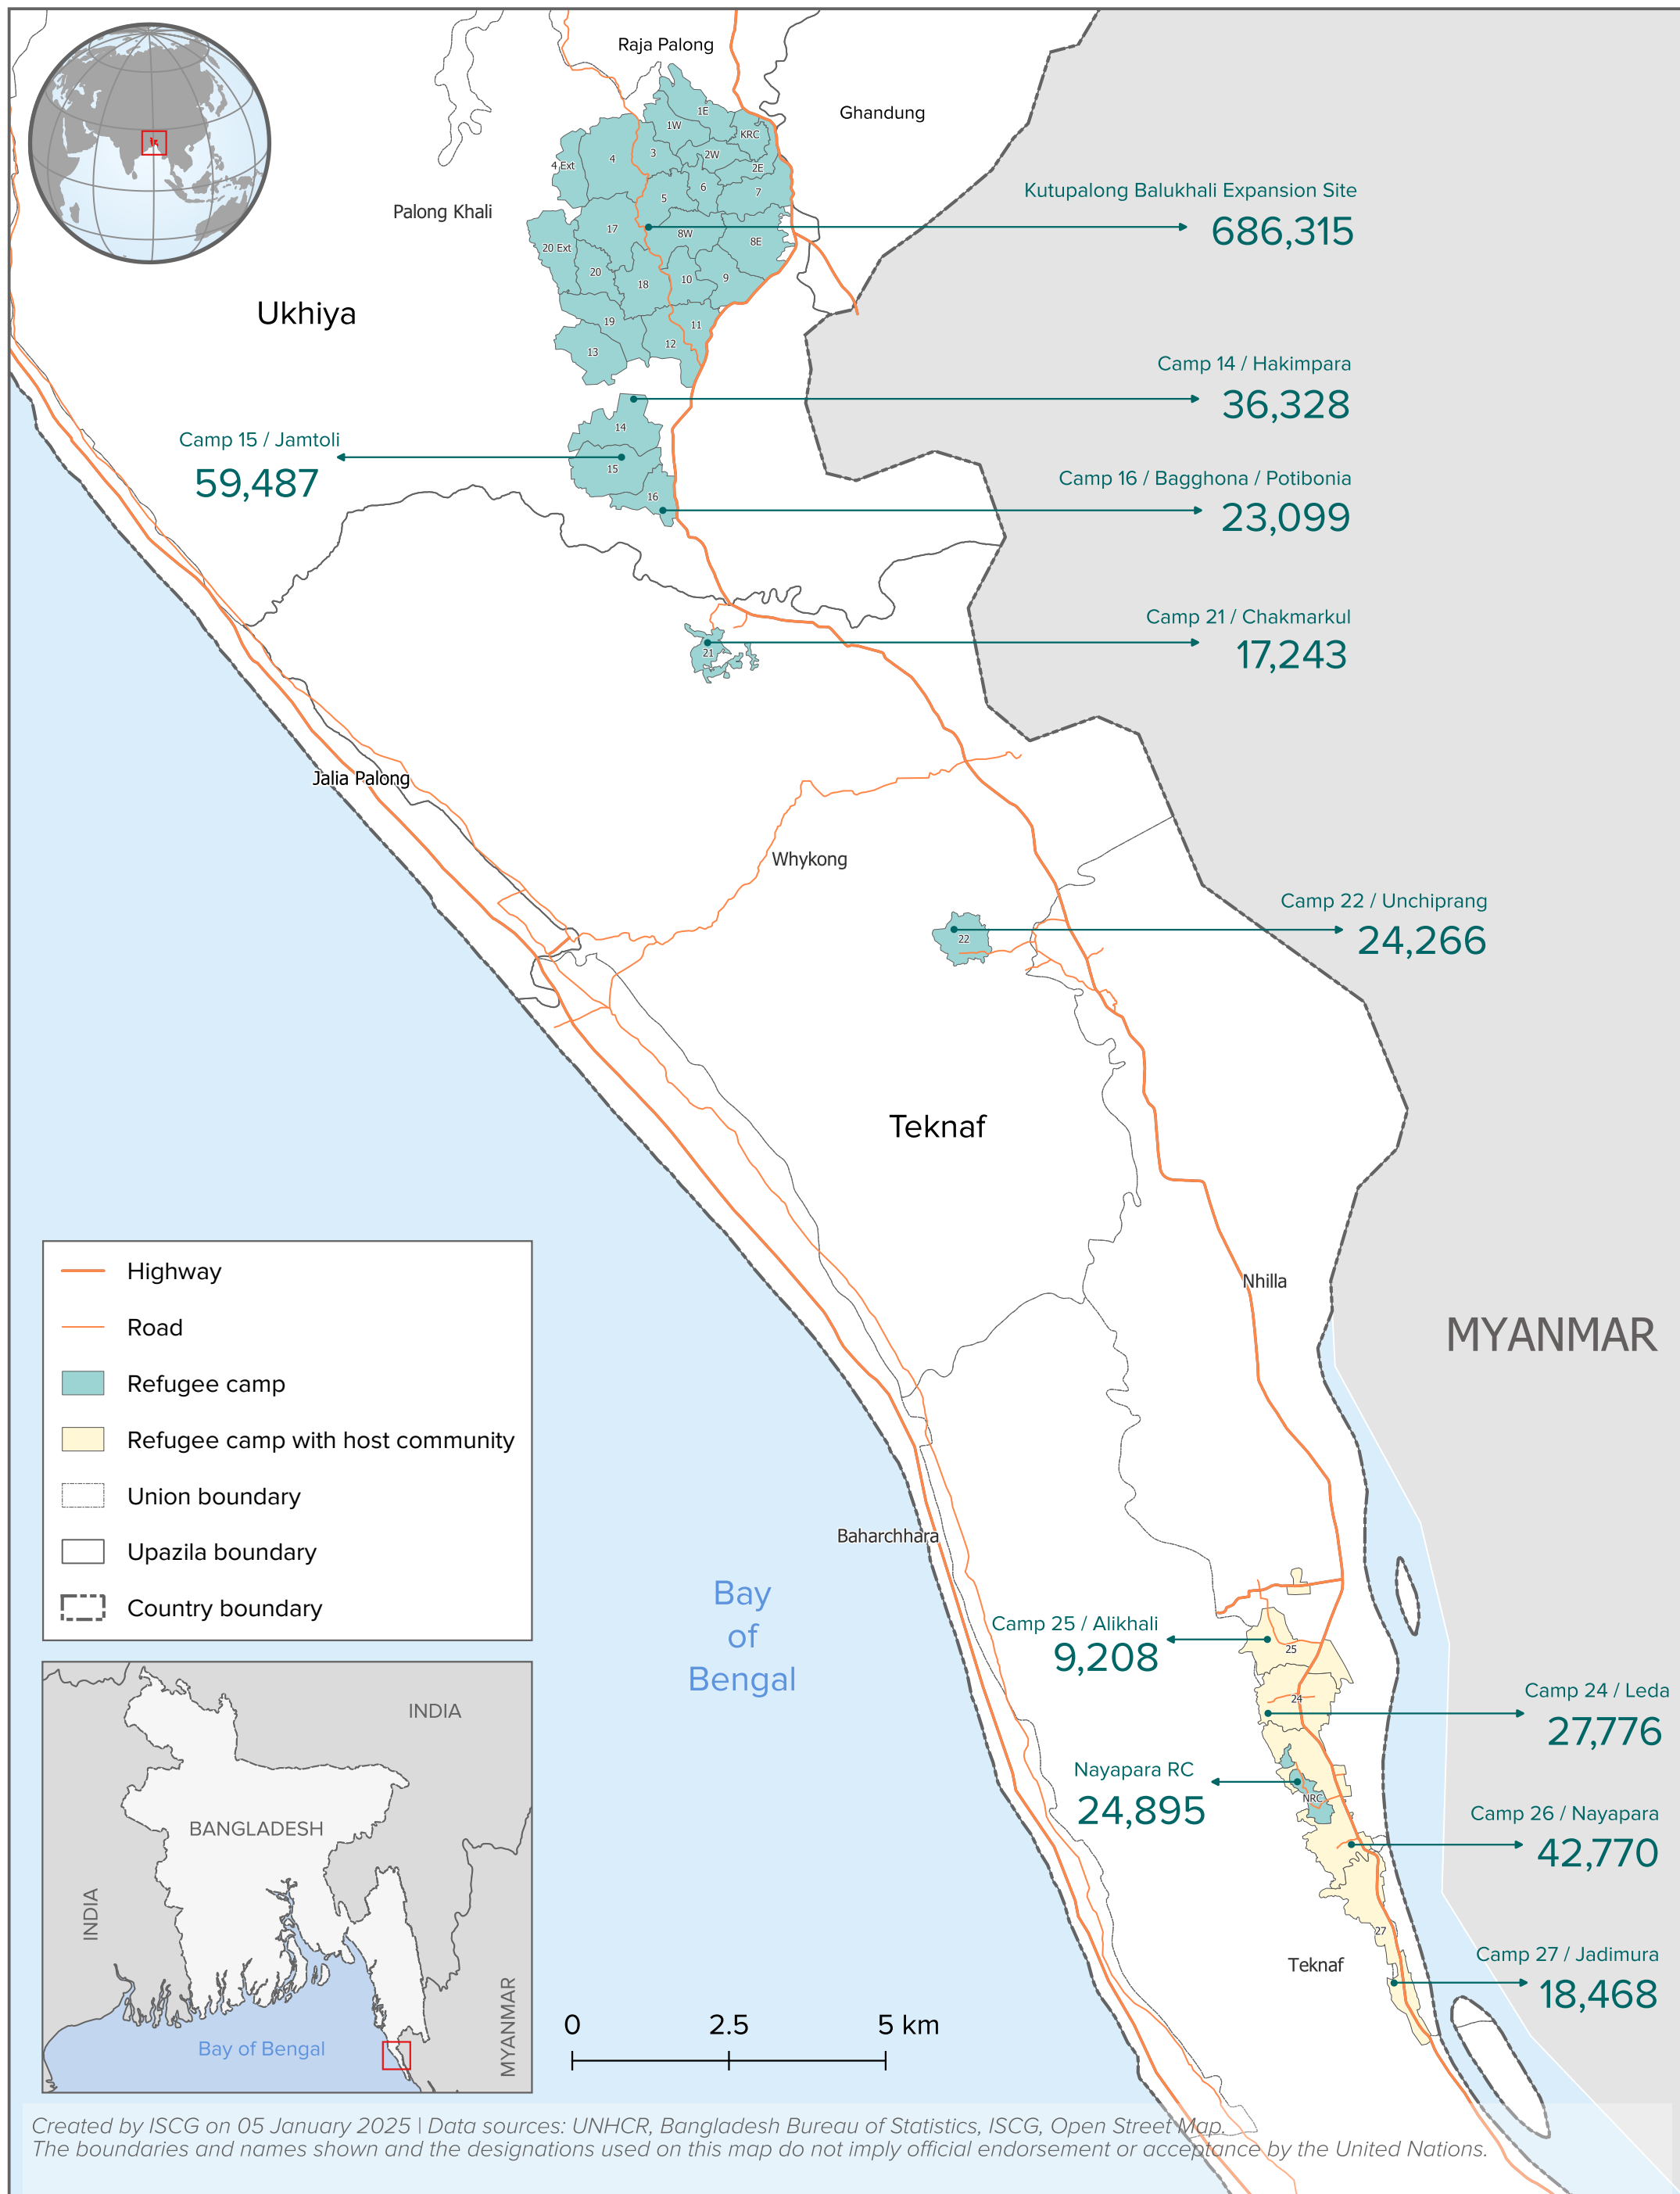 Raja Palong
Ghandung
1E
1W
KRC
3
2W
4
4 Ext
2E
6
7
5
Palong Khali
Kutupalong Balukhali Expansion Site
686,315
17
8W
8E
20 Ext
20
18
10
9
Ukhiya
19
11
12
13
Camp 14 / Hakimpara
36,328
14
Camp 15 / Jamtoli
59,487
15
Camp 16 / Bagghona / Potibonia
23,099
16
Camp 21 / Chakmarkul
17,243
21
Jalia Palong
Whykong
Camp 22 / Unchiprang
24,266
22
Teknaf
Nhilla
MYANMAR
Highway
Road
Refugee camp
Refugee camp with host community
Union boundary
Upazila boundary
Country boundary
Baharchhara
Bay
of
Bengal
Camp 25 / Alikhali
9,208
25
Camp 24 / Leda
27,776
24
Nayapara RC
24,895
NRC
Camp 26 / Nayapara
42,770
27
Teknaf
Camp 27 / Jadimura
18,468
INDIA
BANGLADESH
INDIA
MYANMAR
Bay of Bengal
0
2.5
5 km
Created by ISCG on 05 January 2025 | Data sources: UNHCR, Bangladesh Bureau of Statistics, ISCG, Open Street Map.
The boundaries and names shown and the designations used on this map do not imply official endorsement or acceptance by the United Nations.